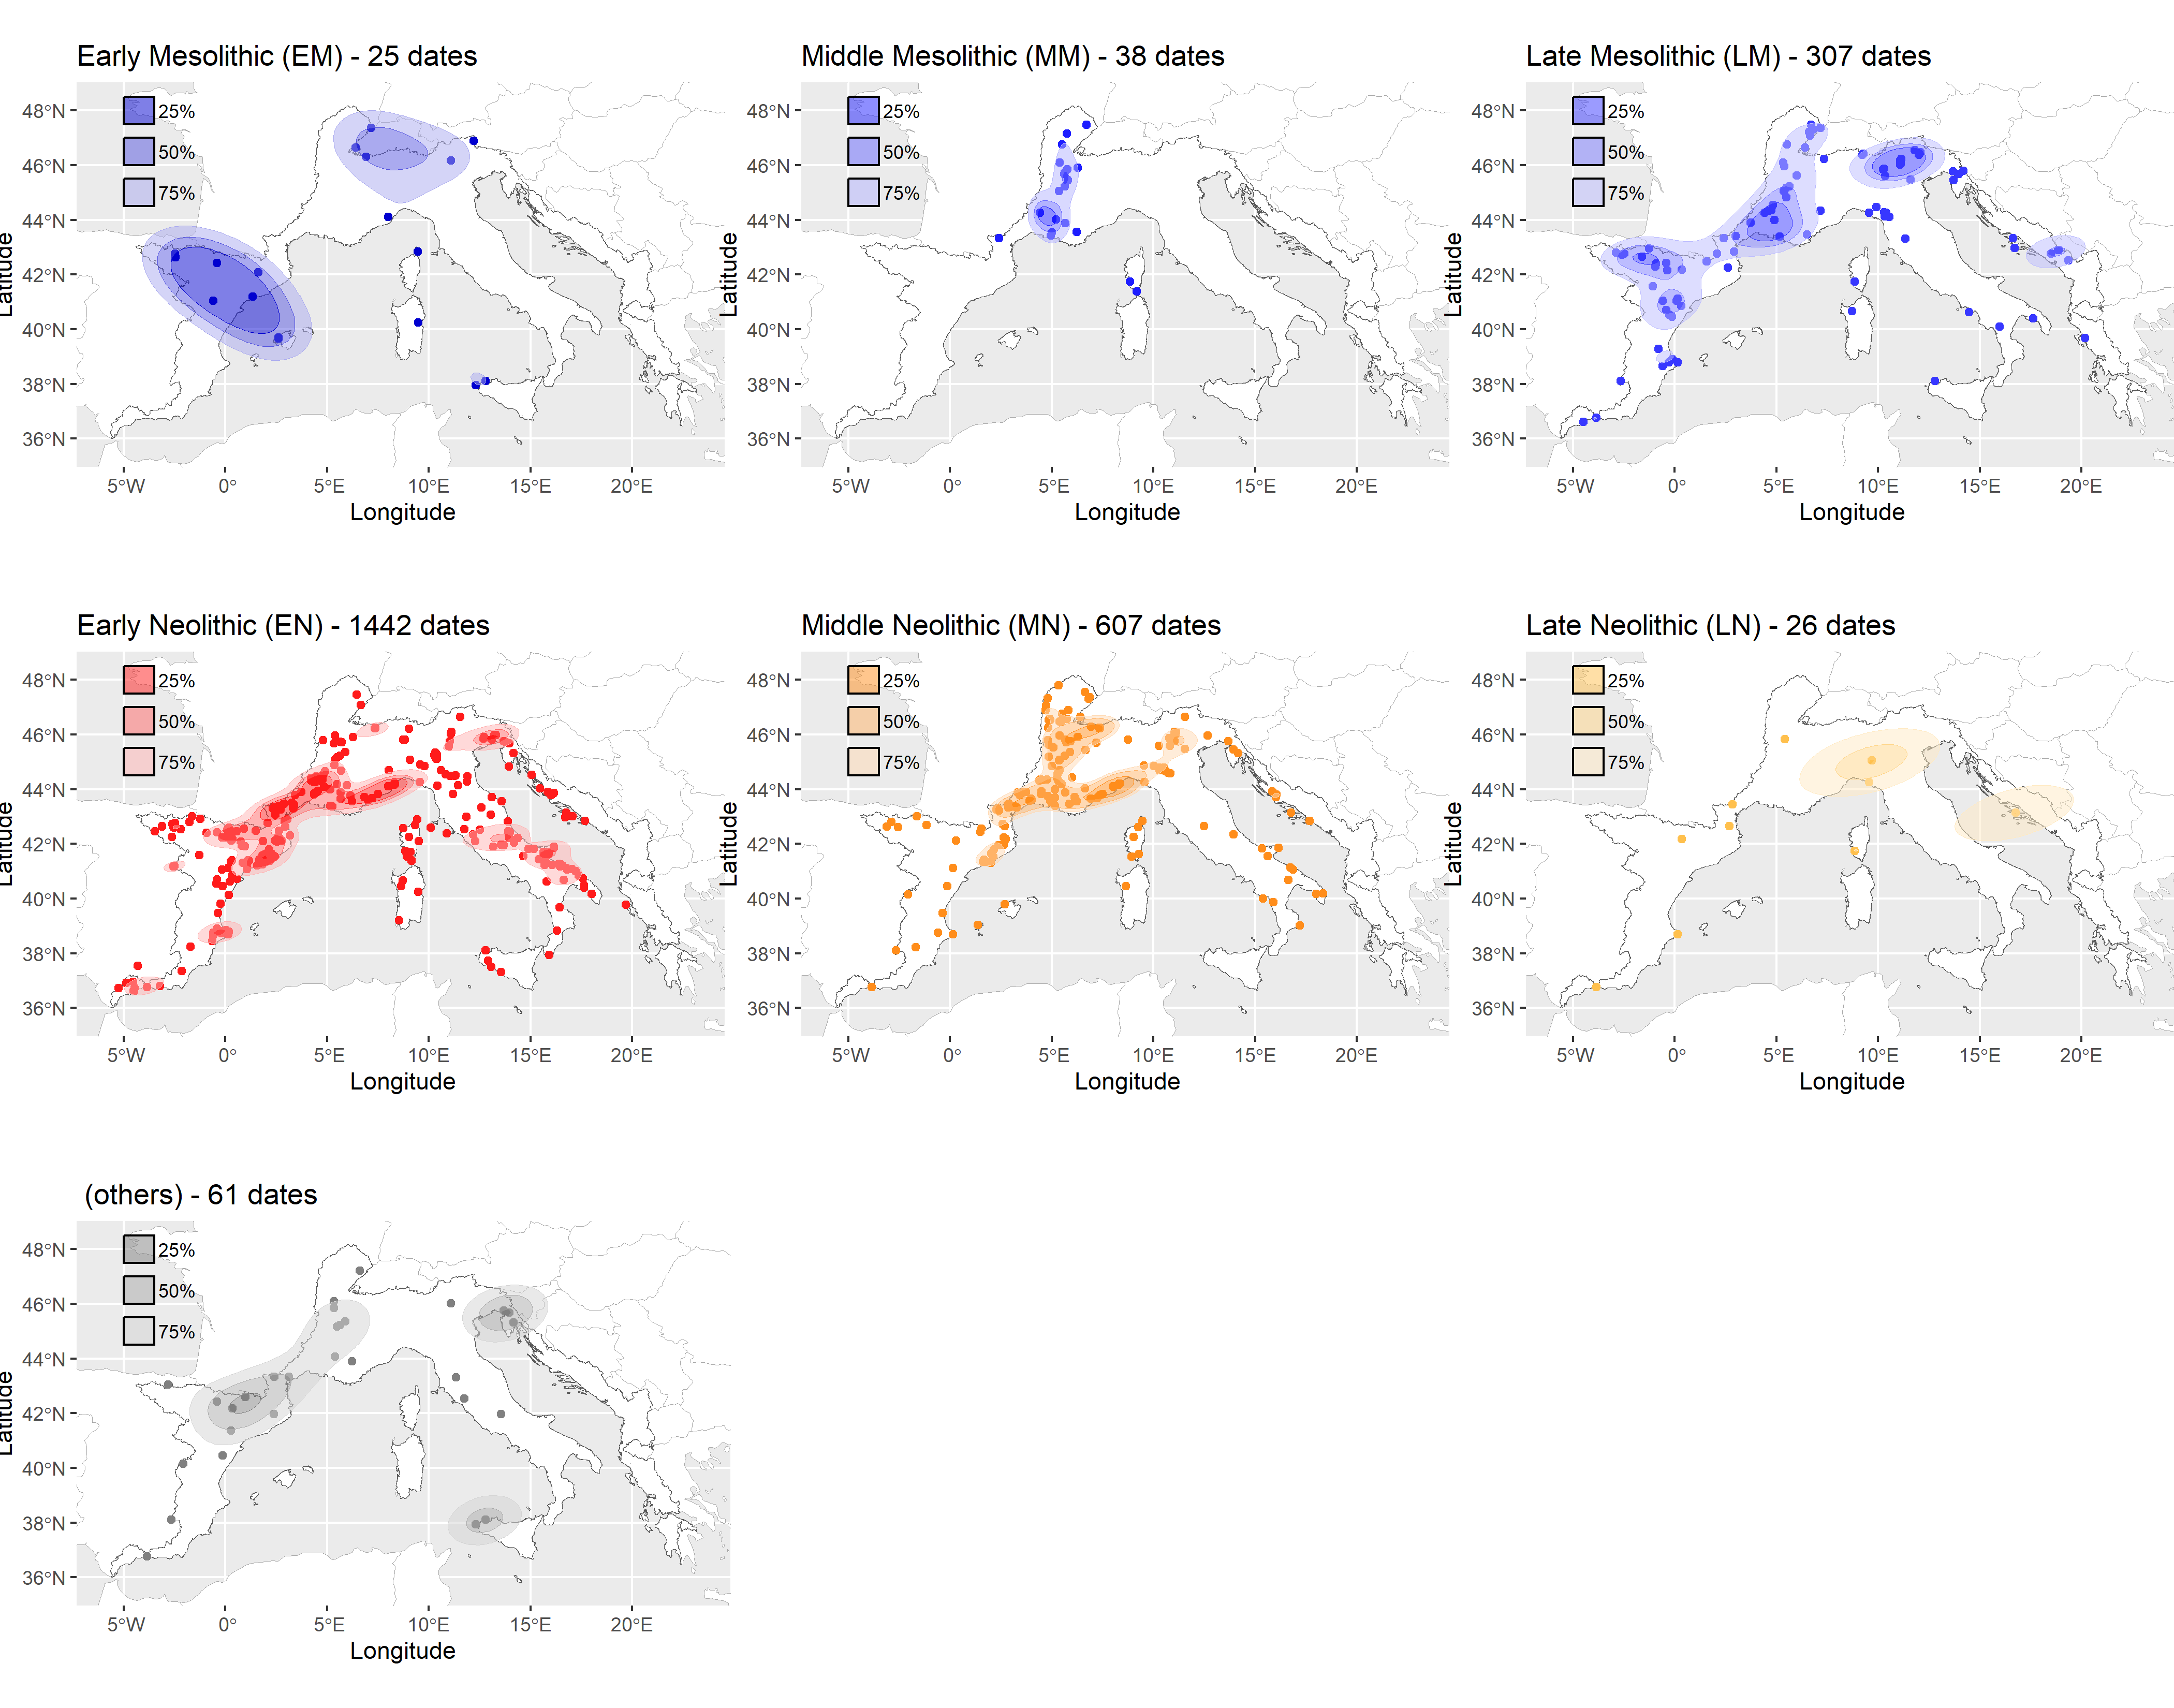 Early Mesolithic (EM) - 25 dates
25%
50%
75%
48°N
46°N
44°N
42°N
40°N
38°N
36°N
Latitude
5°W 0° 5°E 10°E 15°E 20°E
Longitude
Middle Mesolithic (MM) - 38 dates
25%
50%
75%
48°N
46°N
44°N
42°N
40°N
38°N
36°N
Latitude
5°W 0° 5°E 10°E 15°E 20°E
Longitude
Late Mesolithic (LM) - 307 dates
25%
50%
75%
48°N
46°N
44°N
42°N
40°N
38°N
36°N
Latitude
5°W 0° 5°E 10°E 15°E 20°E
Longitude
Early Neolithic (EN) - 1442 dates
25%
50%
75%
48°N
46°N
44°N
42°N
40°N
38°N
36°N
Latitude
5°W 0° 5°E 10°E 15°E 20°E
Longitude
Middle Neolithic (MN) - 607 dates
25%
50%
75%
48°N
46°N
44°N
42°N
40°N
38°N
36°N
Latitude
5°W 0° 5°E 10°E 15°E 20°E
Longitude
Late Neolithic (LN) - 26 dates
25%
50%
75%
48°N
46°N
44°N
42°N
40°N
38°N
36°N
Latitude
5°W 0° 5°E 10°E 15°E 20°E
Longitude
(others) - 61 dates
25%
50%
75%
48°N
46°N
44°N
42°N
40°N
38°N
36°N
Latitude
5°W 0° 5°E 10°E 15°E 20°E
Longitude